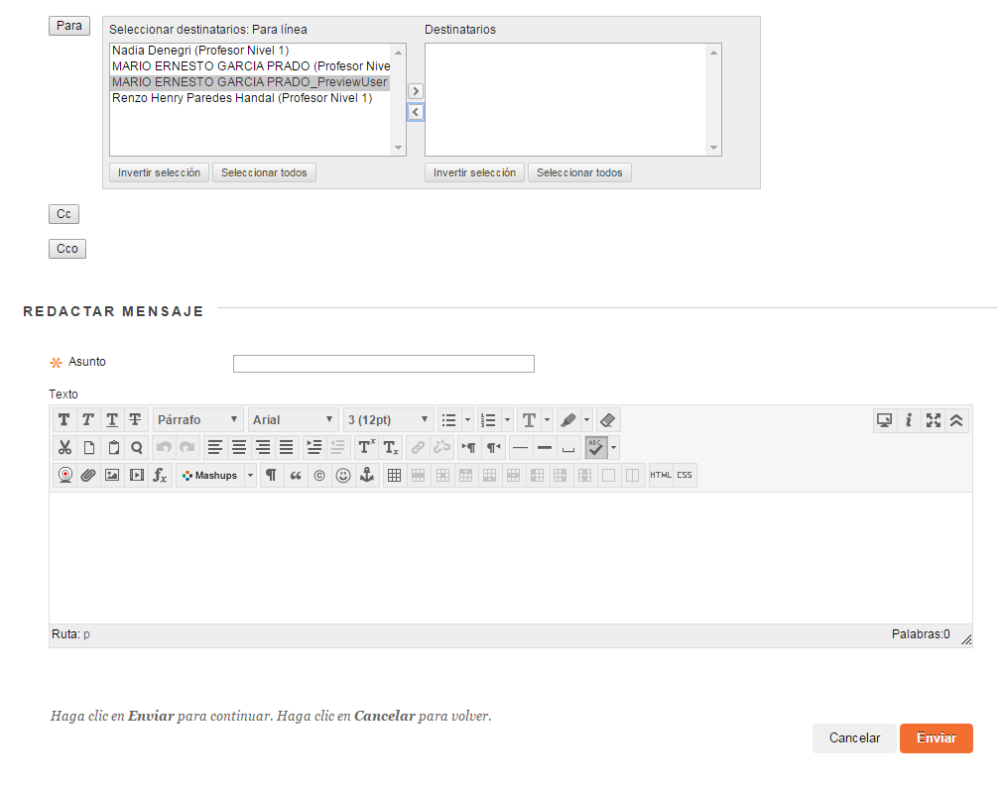 Para
Seleccionar destinatarios: Para línea
Destinatarios
Nadia Denegri (Profesor Nivel 1)
MARIO ERNESTO GARCIA PRADO (Profesor Nive
MARIO ERNESTO GARCIA PRADO_PreviewUser
Renzo Henry Paredes Handal (Profesor Nivel 1)
Invertir selección
Seleccionar todos
Invertir selección
Seleccionar todos
Cc
Cco
REDACTAR MENSAJE
Asunto
Texto
T T T T Párrafo Arial 3 (12pt) T
ABC
Mashups HTML CSS
Ruta: p
Palabras:0
Haga clic en Enviar para continuar. Haga clic en Cancelar para volver.
Cancelar
Enviar